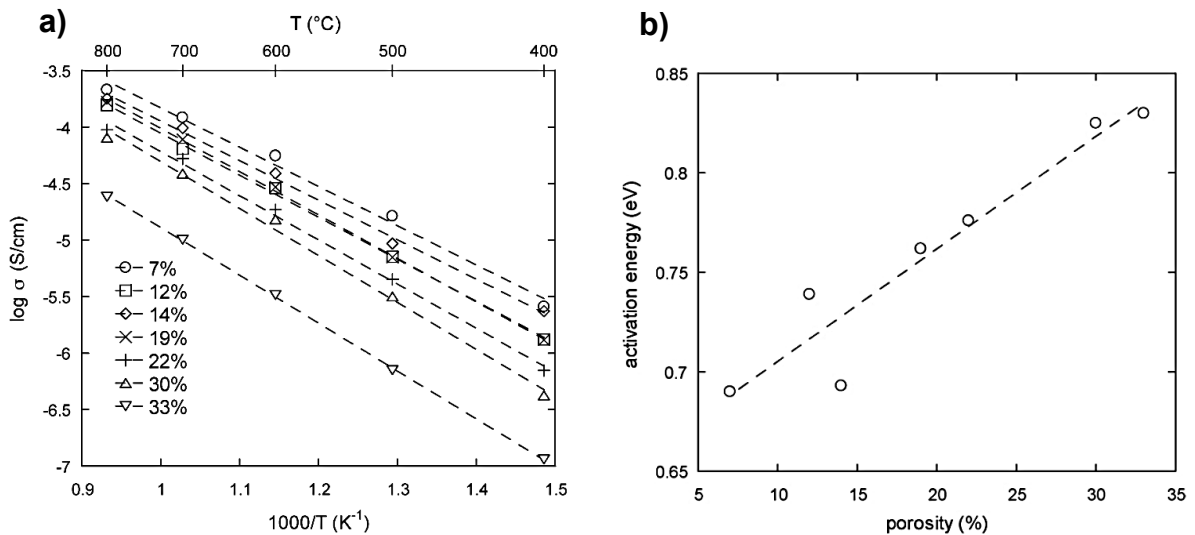 a)
T (°C)
800 700 600 500 400
-3.5
-4
-4.5
-5
-5.5
-6
-6.5
-7
log σ (S/cm)
7%
12%
14%
19%
22%
30%
33%
0.9 1 1.1 1.2 1.3 1.4 1.5
1000/T (K⁻¹)
b)
0.85
0.8
0.75
0.7
0.65
activation energy (eV)
5 10 15 20 25 30 35
porosity (%)